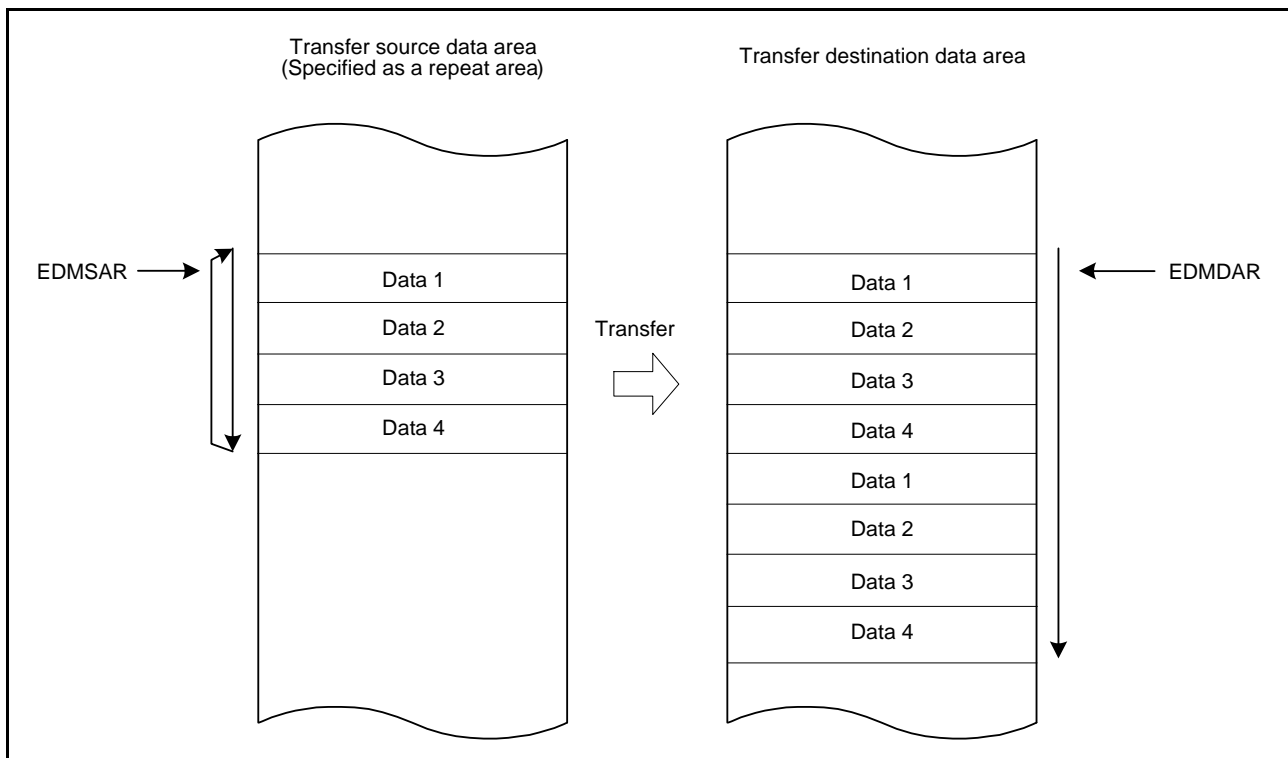 Transfer source data area
(Specified as a repeat area)
Transfer destination data area
EDMSAR
Data 1
Data 2
Data 3
Data 4
Transfer
Data 1
Data 2
Data 3
Data 4
Data 1
Data 2
Data 3
Data 4
EDMDAR